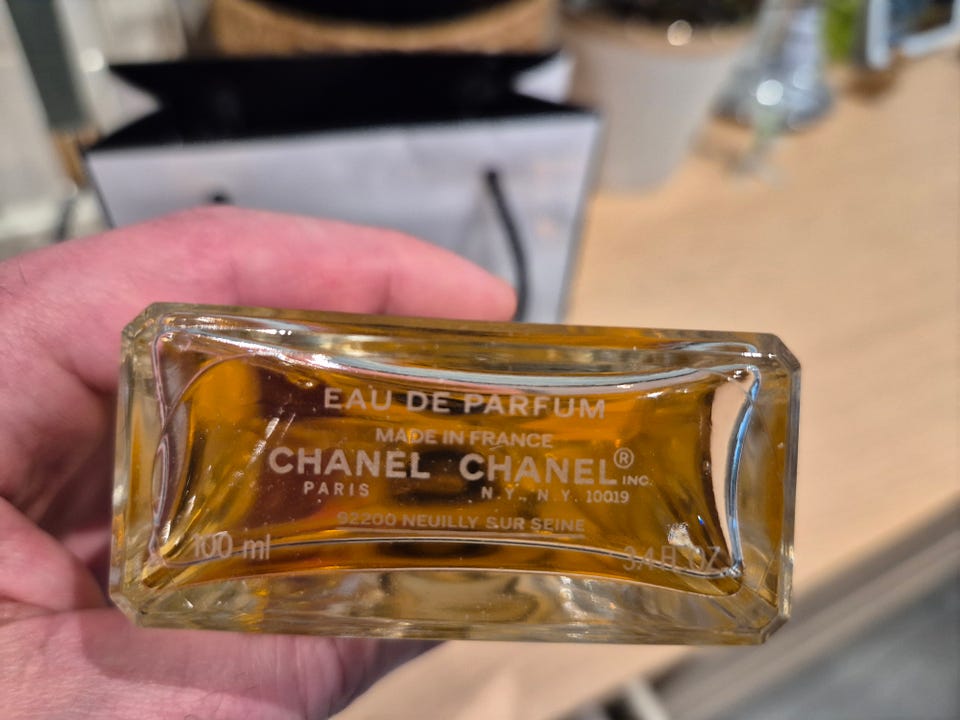 EAU DE PARFUM
MADE IN FRANCE
CHANEL CHANEL® INC.
PARIS N.Y., N.Y. 10019
92200 NEUILLY SUR SEINE
100 ml 3.4 FL. OZ.